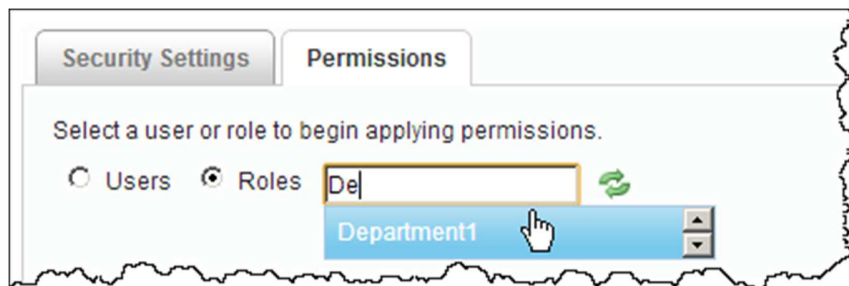 Security Settings Permissions
Select a user or role to begin applying permissions.
Users Roles De
Department1